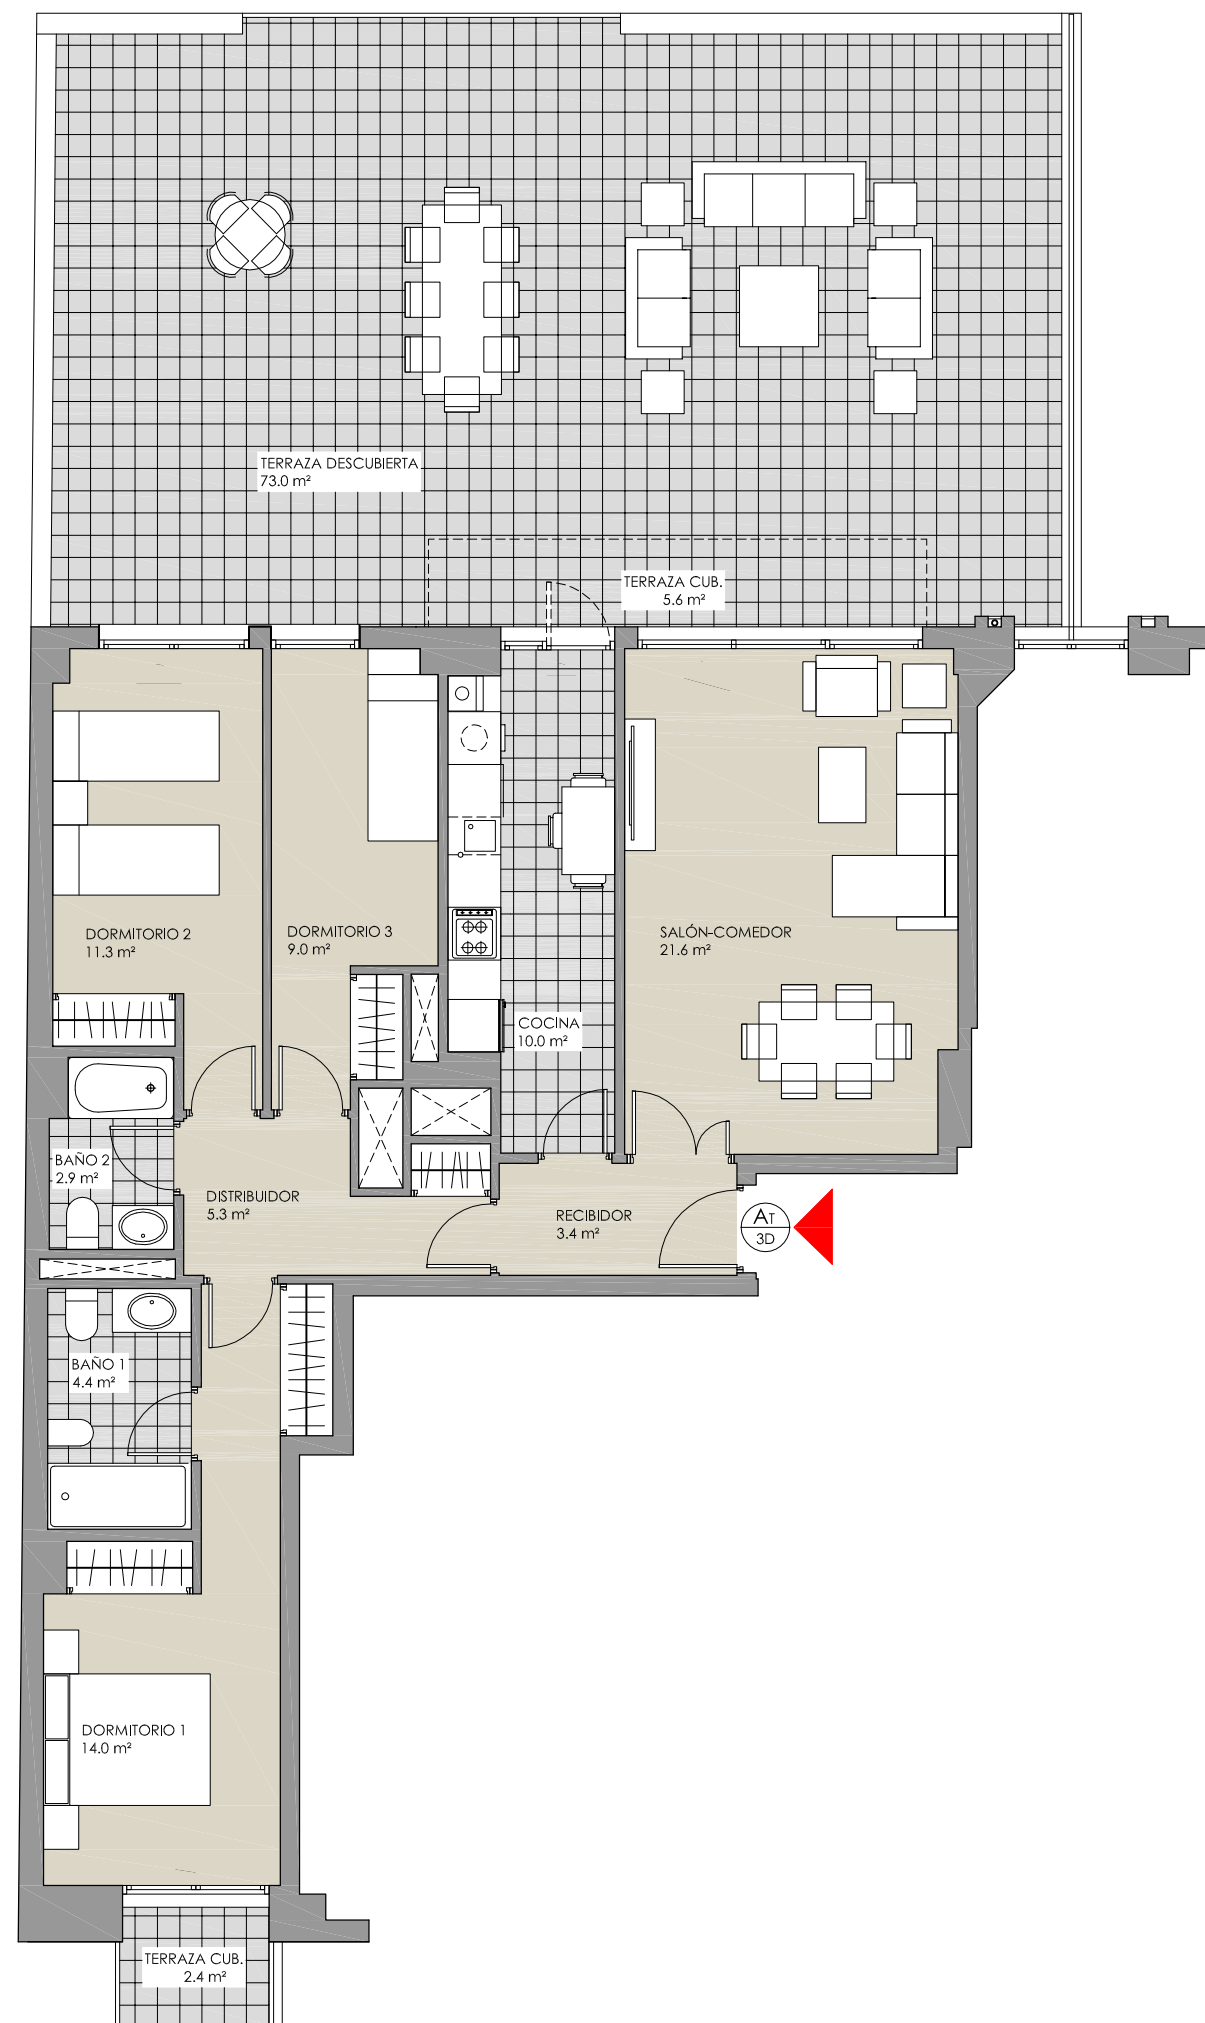 TERRAZA DESCUBIERTA
73.0 m²
TERRAZA CUB.
5.6 m²
DORMITORIO 2
11.3 m²
DORMITORIO 3
9.0 m²
SALÓN-COMEDOR
21.6 m²
COCINA
10.0 m²
BAÑO 2
2.9 m²
DISTRIBUIDOR
5.3 m²
RECIBIDOR
3.4 m²
AT
3D
BAÑO 1
4.4 m²
DORMITORIO 1
14.0 m²
TERRAZA CUB.
2.4 m²